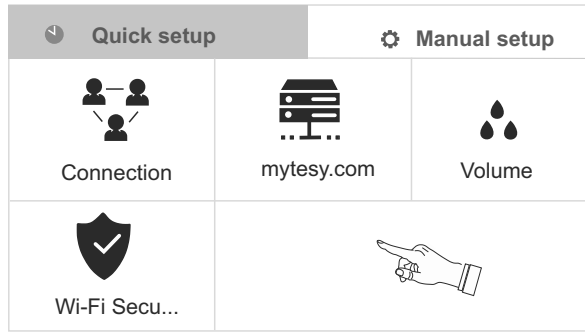 Quick setup
Manual setup
Connection
mytesy.com
Volume
Wi-Fi Secu...